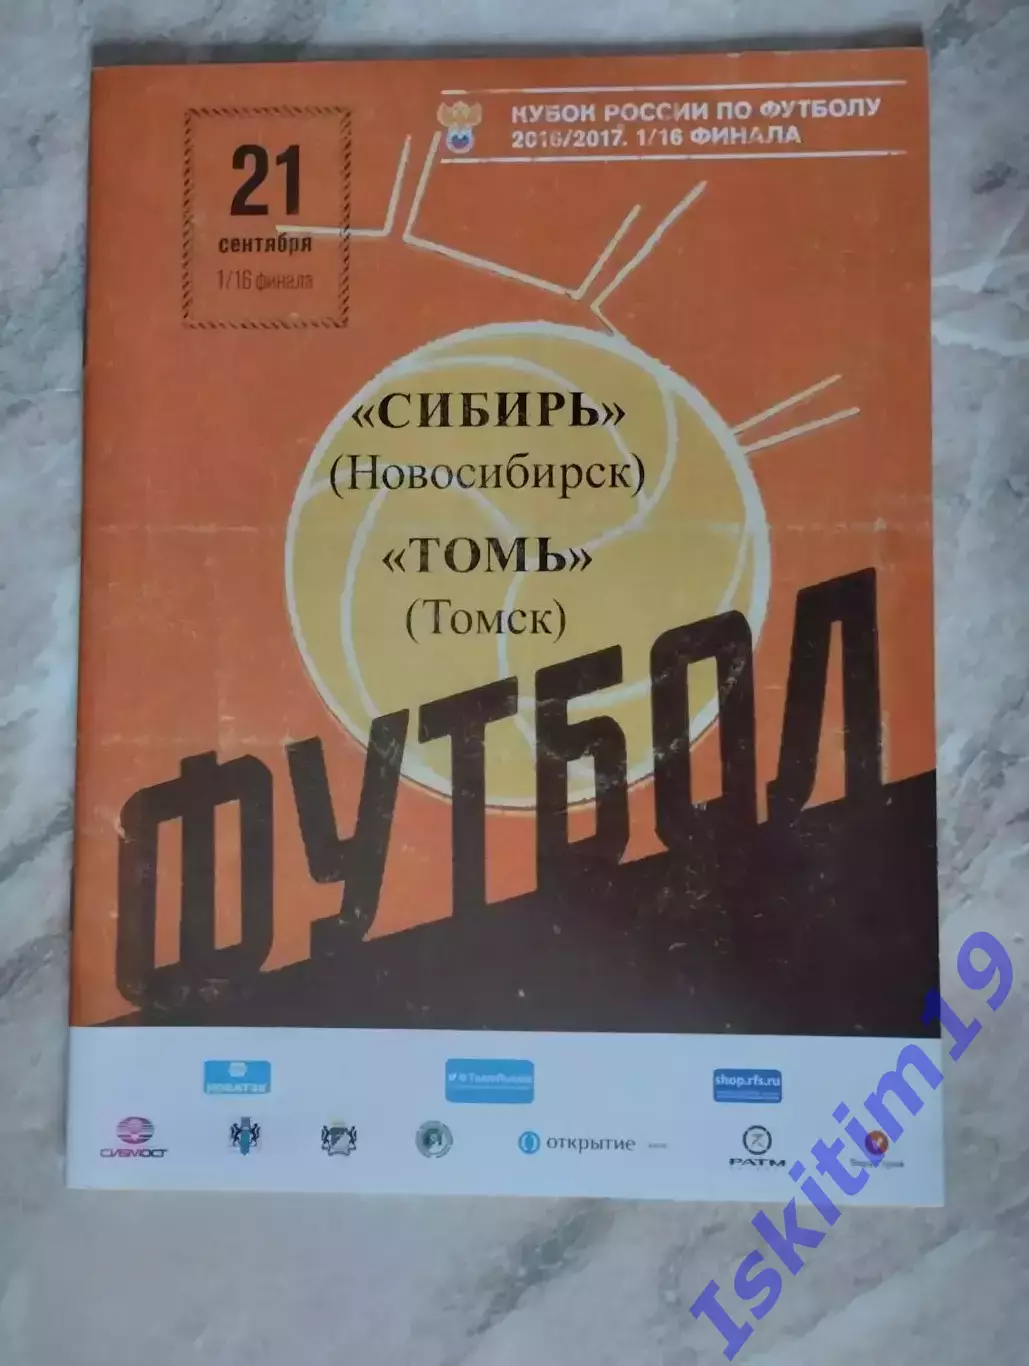 КУБОК РОССИИ ПО ФУТБОЛУ
2016/2017. 1/16 ФИНАЛА
21
сентября
1/16 финала
«СИБИРЬ»
(Новосибирск)
«ТОМЬ»
(Томск)
ФУТБОЛ
НОВАТЭК
@TeamRussia
shop.rfs.ru
СИБМОСТ
ОТКРЫТИЕ
РАТМ
Iskitim19